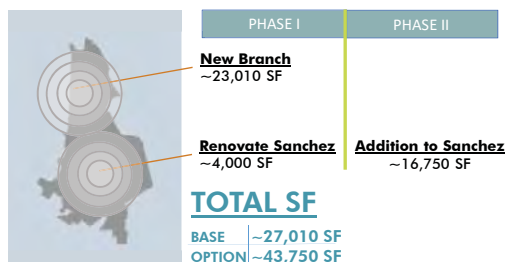 PHASE I PHASE II
New Branch
~23,010 SF
Renovate Sanchez Addition to Sanchez
~4,000 SF ~16,750 SF
TOTAL SF
BASE ~27,010 SF
OPTION ~43,750 SF